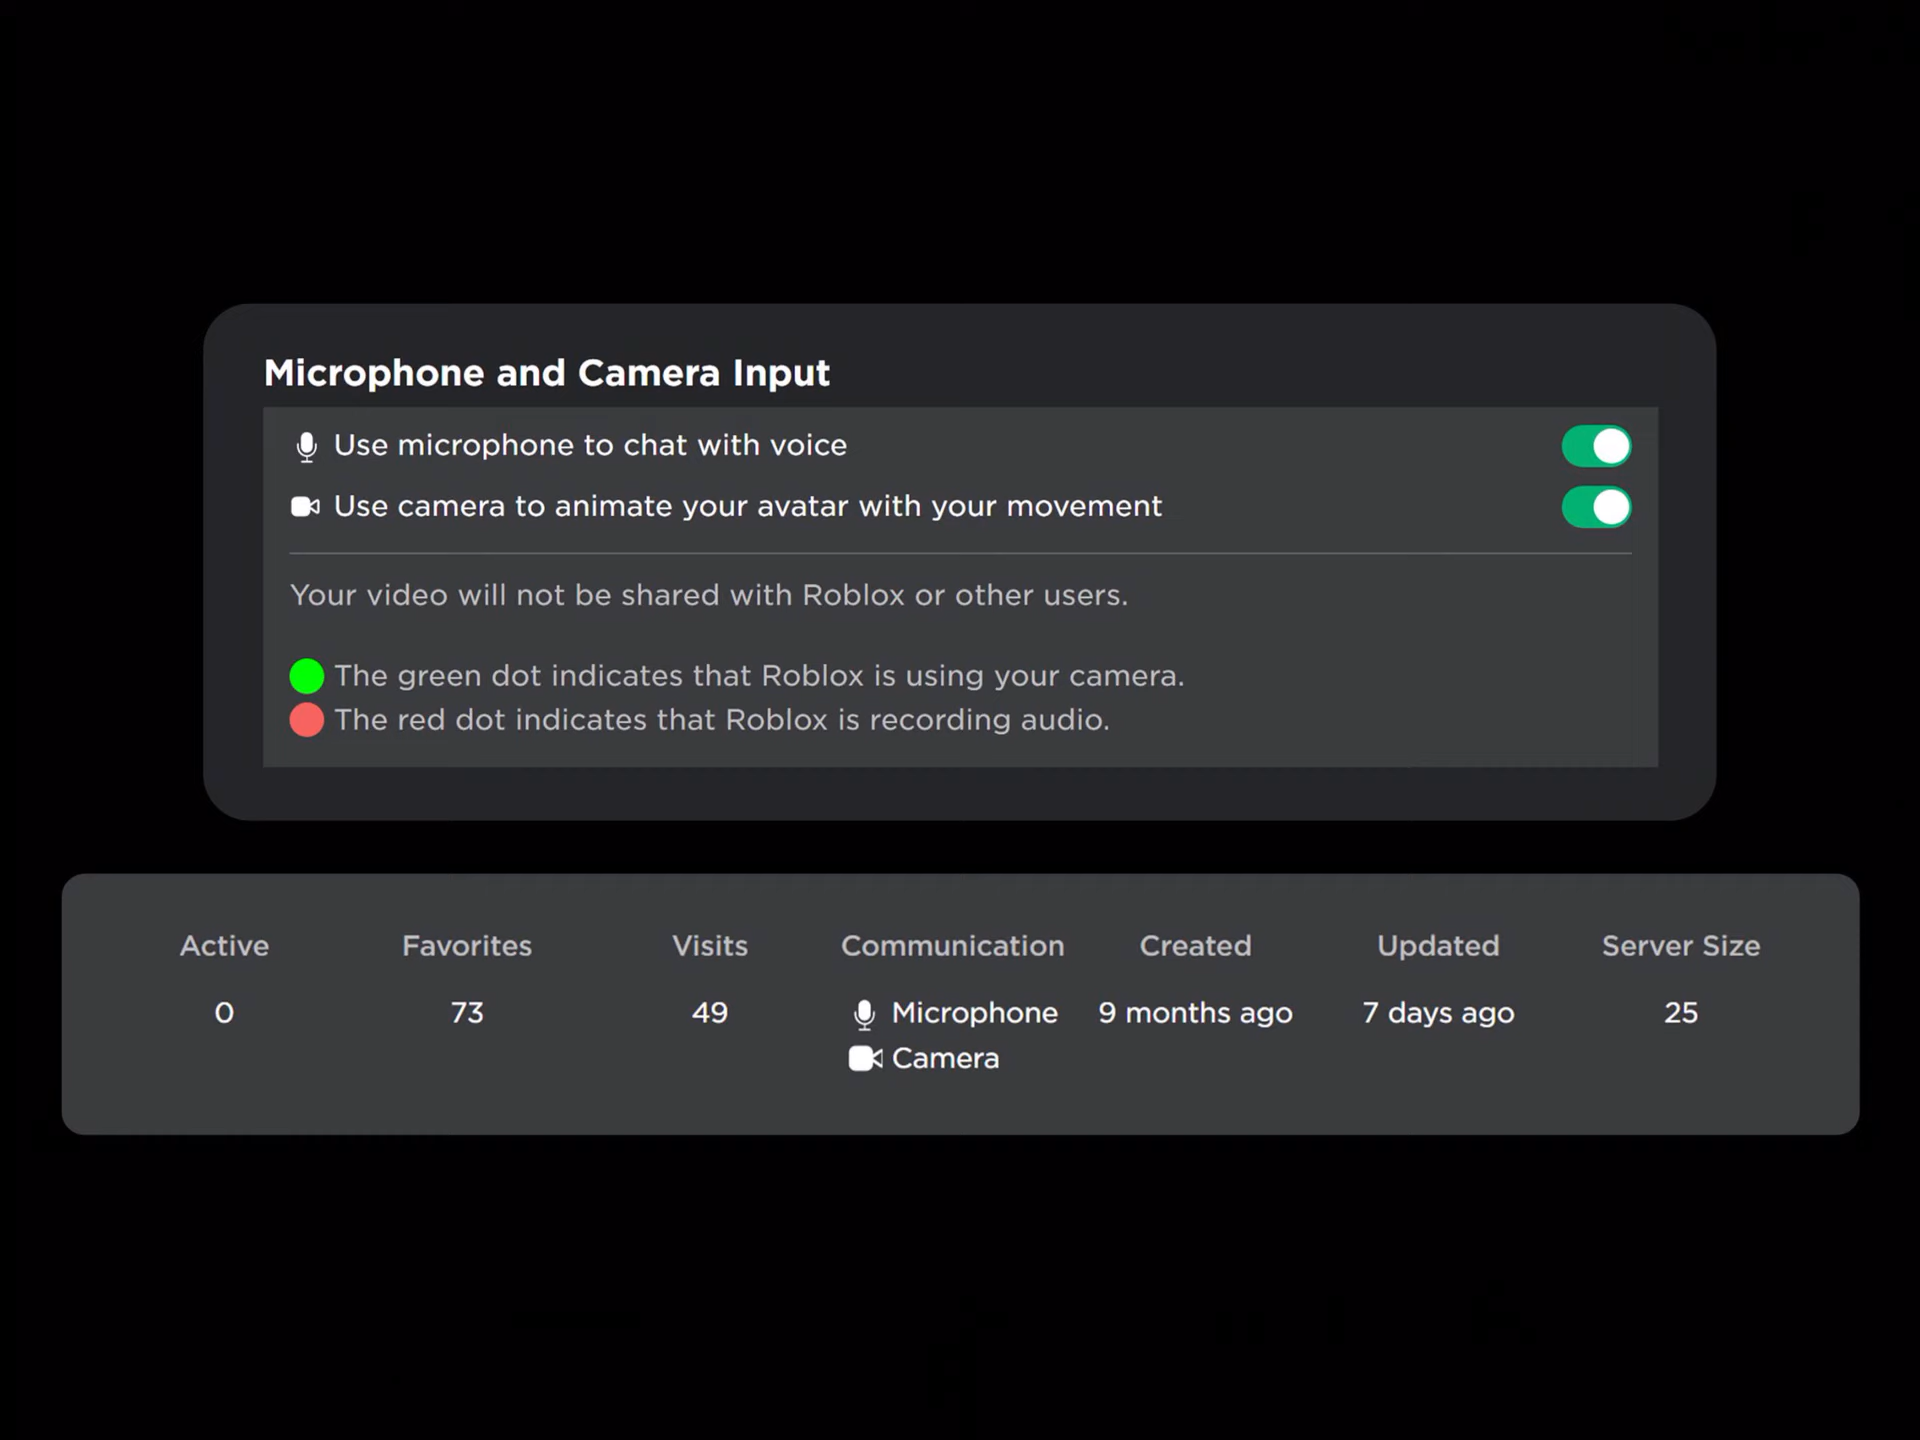 Microphone and Camera Input
Use microphone to chat with voice
Use camera to animate your avatar with your movement
Your video will not be shared with Roblox or other users.
The green dot indicates that Roblox is using your camera.
The red dot indicates that Roblox is recording audio.
Active Favorites Visits Communication Created Updated Server Size
0 73 49 Microphone 9 months ago 7 days ago 25
Camera